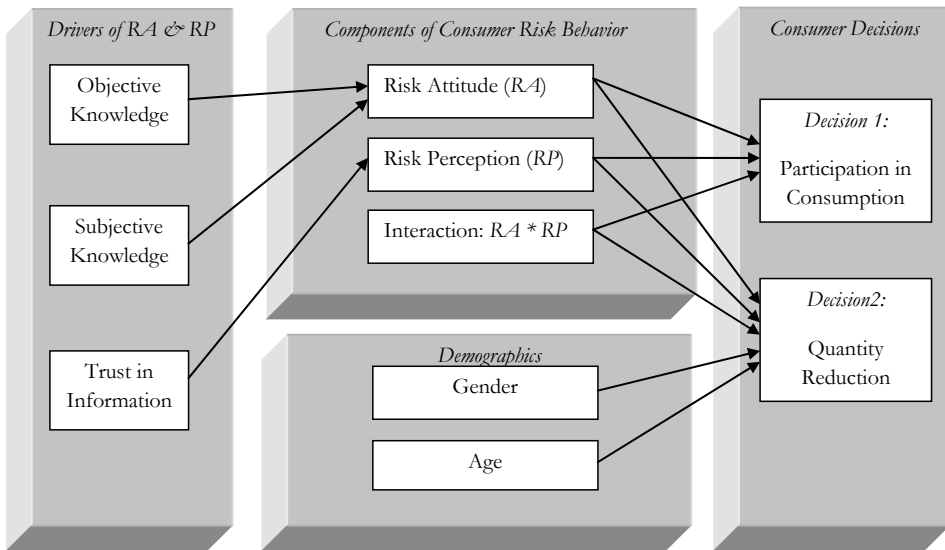 Drivers of RA & RP
Objective
Knowledge
Subjective
Knowledge
Trust in
Information
Components of Consumer Risk Behavior
Risk Attitude (RA)
Risk Perception (RP)
Interaction: RA * RP
Demographics
Gender
Age
Consumer Decisions
Decision 1:
Participation in
Consumption
Decision2:
Quantity
Reduction